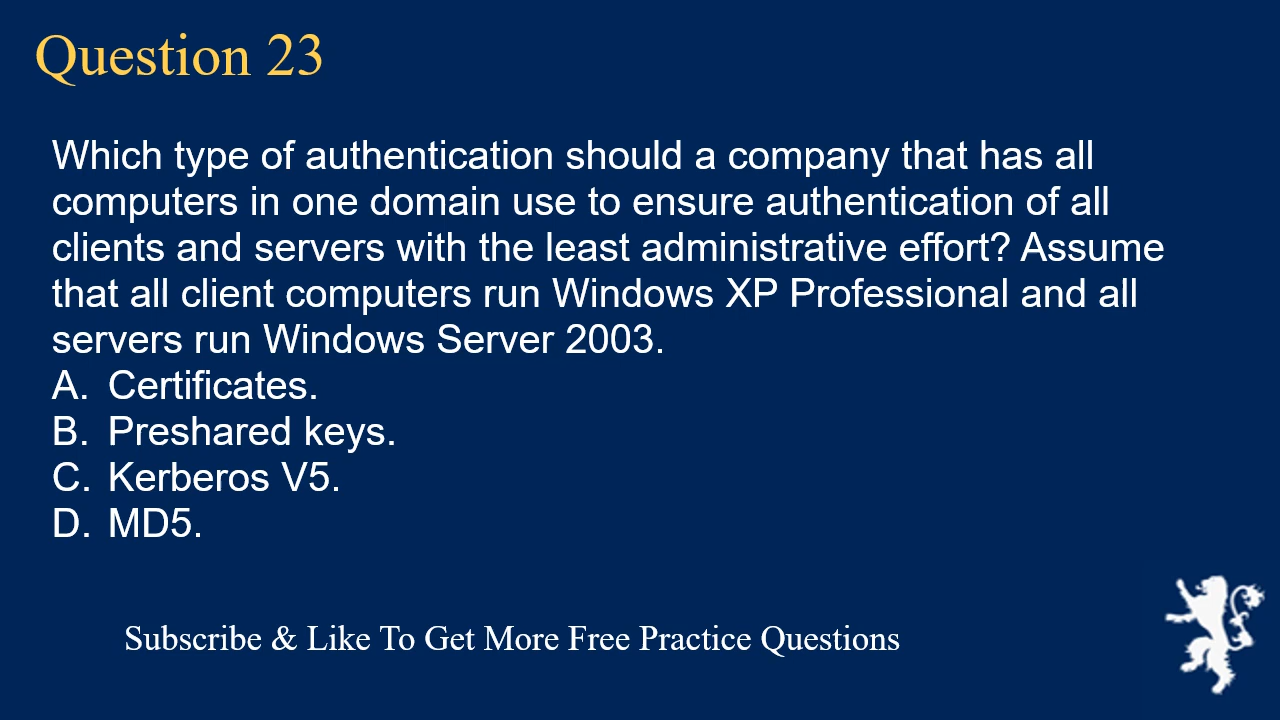 Question 23
Which type of authentication should a company that has all
computers in one domain use to ensure authentication of all
clients and servers with the least administrative effort? Assume
that all client computers run Windows XP Professional and all
servers run Windows Server 2003.
A. Certificates.
B. Preshared keys.
C. Kerberos V5.
D. MD5.
Subscribe & Like To Get More Free Practice Questions